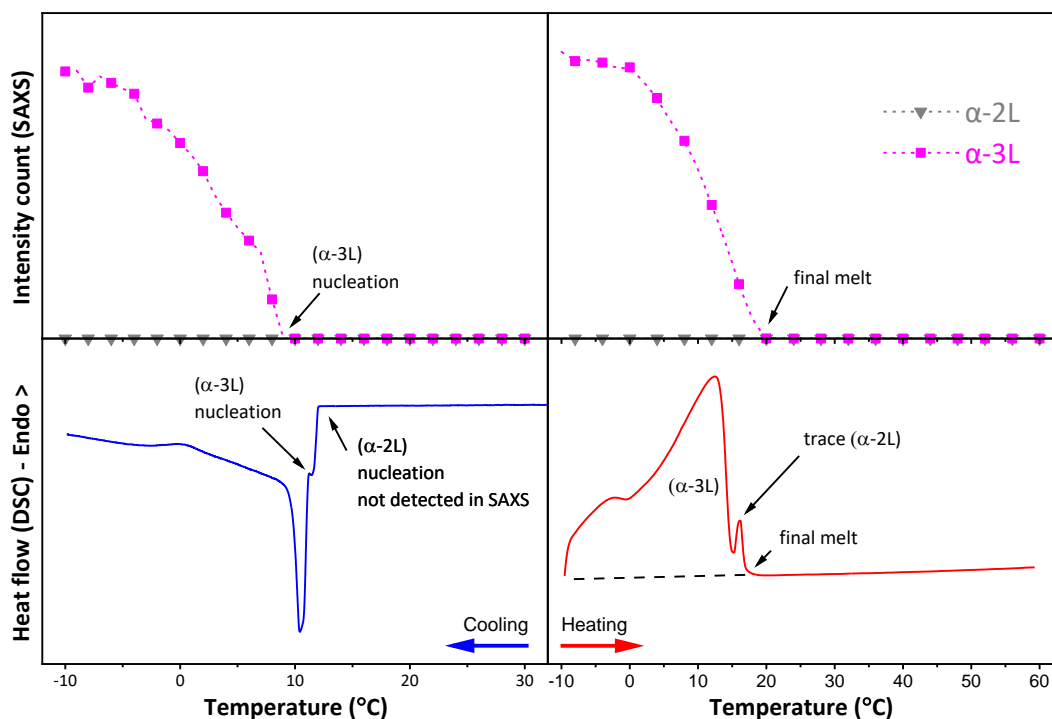 Intensity count (SAXS)
(α-3L)
nucleation
α-2L
α-3L
final melt
Heat flow (DSC) - Endo >
(α-3L)
nucleation
(α-2L)
nucleation
not detected in SAXS
Cooling
(α-3L)
trace (α-2L)
final melt
Heating
-10 0 10 20 30
-10 0 10 20 30 40 50 60
Temperature (°C)
Temperature (°C)